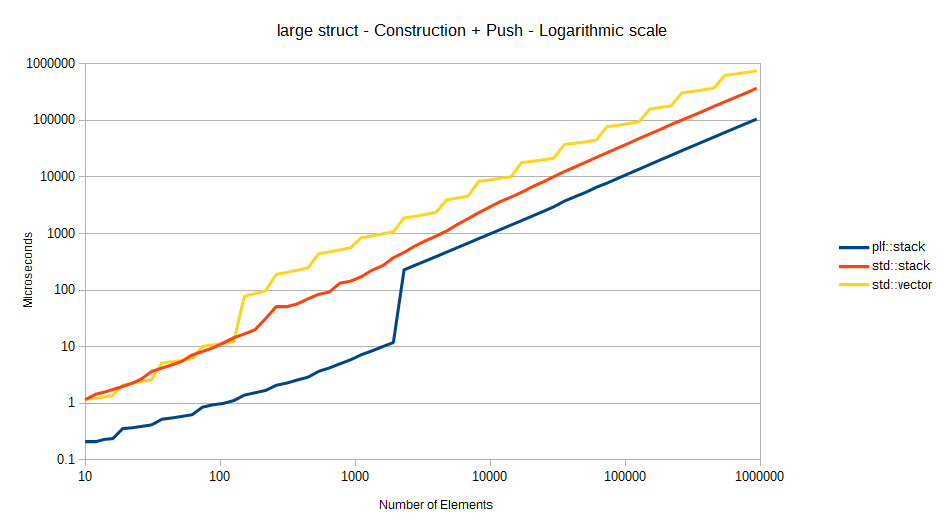 large struct - Construction + Push - Logarithmic scale
1000000
100000
10000
1000
100
10
1
0.1
Microseconds
10
100
1000
10000
100000
1000000
Number of Elements
plf::stack
std::stack
std::vector